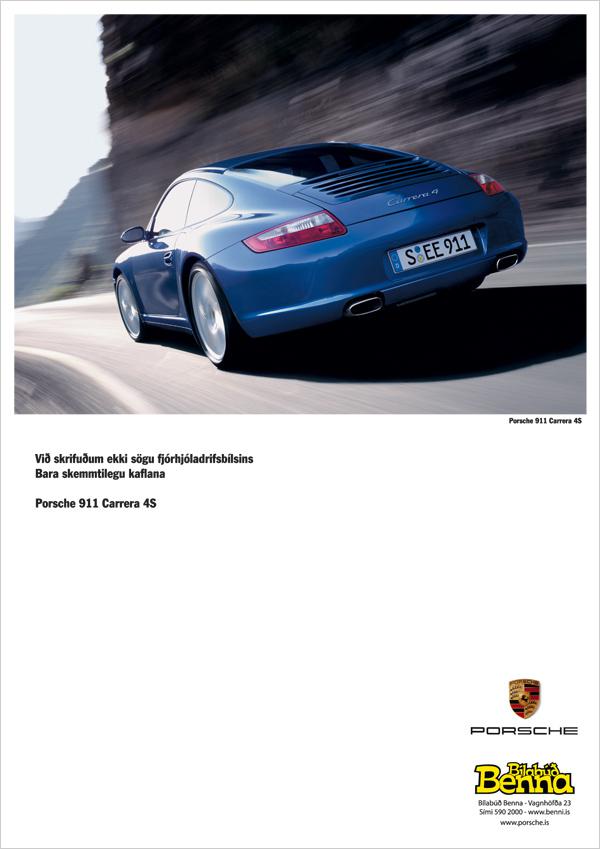 Carrera 4
S EE 911
Porsche 911 Carrera 4S
Við skrifuðum ekki sögu fjórhjóladrifsbílsins
Bara skemmtilegu kaflana
Porsche 911 Carrera 4S
PORSCHE
PORSCHE
Bílabúð
Benna
Bílabúð Benna - Vagnhöfða 23
Sími 590 2000 - www.benni.is
www.porsche.is